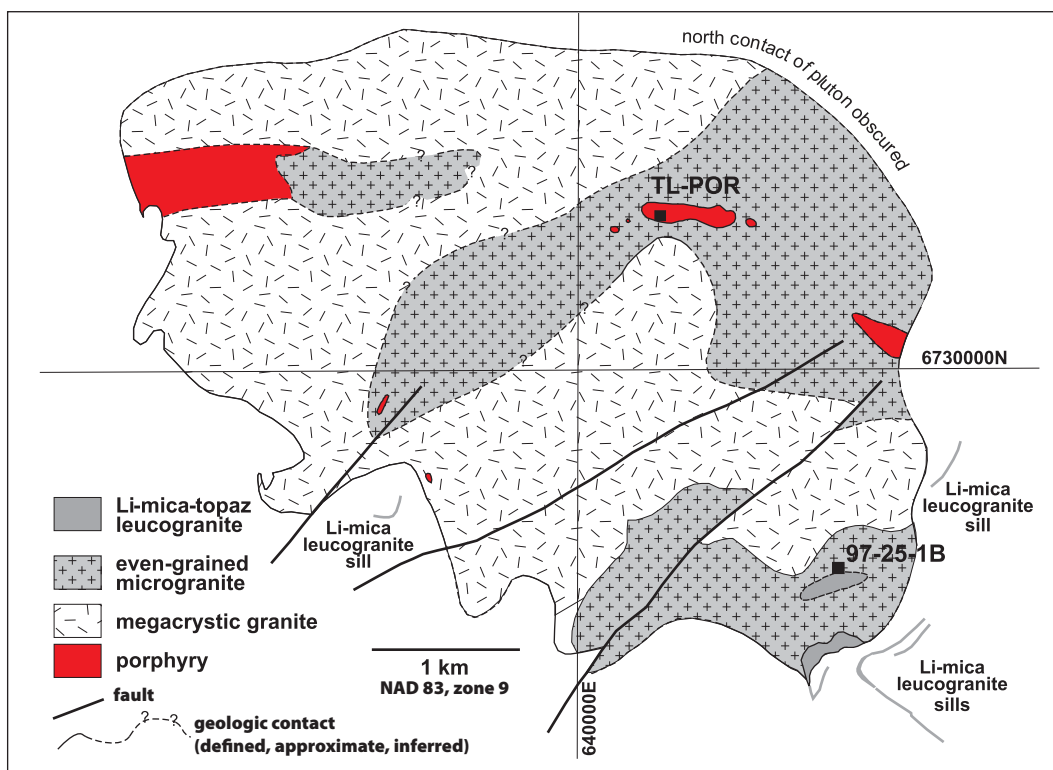 north contact of pluton obscured
TL-POR
6730000N
Li-mica
leucogranite
sill
Li-mica
leucogranite
sill
97-25-1B
Li-mica-topaz
leucogranite
even-grained
microgranite
megacrystic granite
porphyry
fault
? ?
geologic contact
(defined, approximate, inferred)
1 km
NAD 83, zone 9
640000E
Li-mica
leucogranite
sills
?
?
?
?
?
?
?